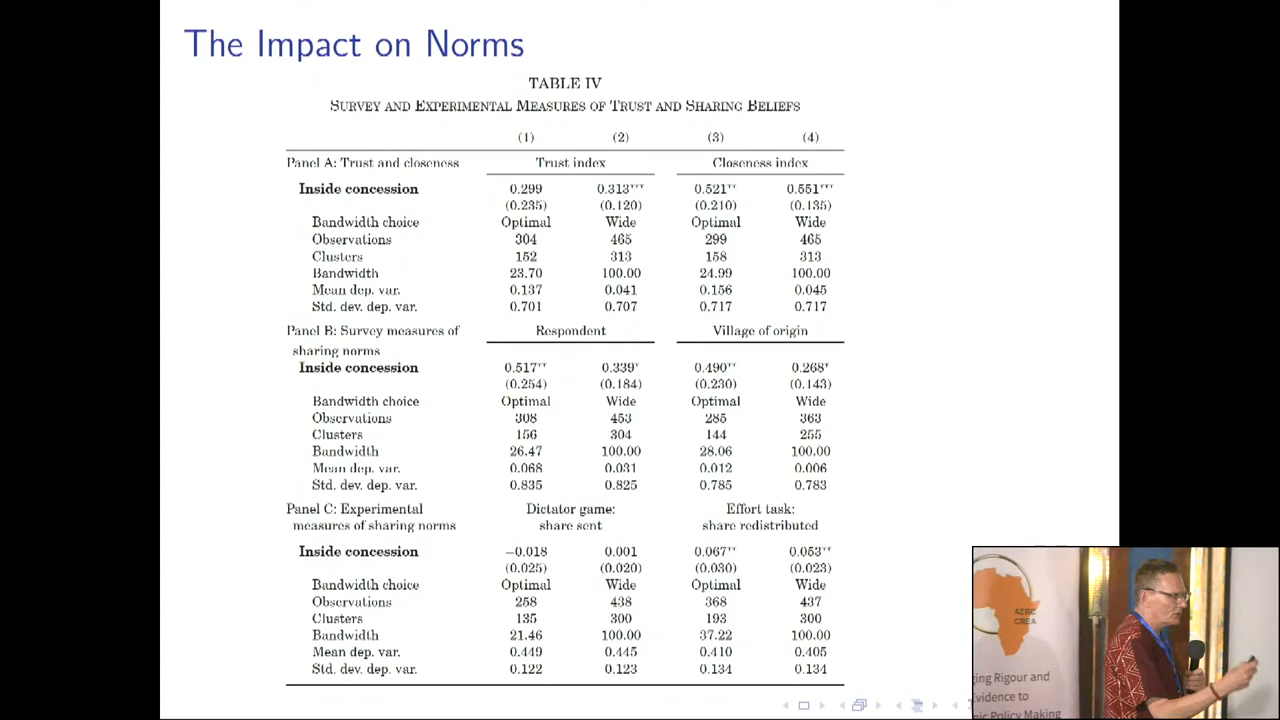 The Impact on Norms
TABLE IV
SURVEY AND EXPERIMENTAL MEASURES OF TRUST AND SHARING BELIEFS
(1) (2) (3) (4)
Panel A: Trust and closeness Trust index Closeness index
Inside concession 0.299 0.313*** 0.521** 0.551***
(0.235) (0.120) (0.210) (0.135)
Bandwidth choice Optimal Wide Optimal Wide
Observations 304 465 299 465
Clusters 152 313 158 313
Bandwidth 23.70 100.00 24.99 100.00
Mean dep. var. 0.137 0.041 0.156 0.045
Std. dev. dep. var. 0.701 0.707 0.717 0.717
Panel B: Survey measures of Respondent Village of origin
sharing norms
Inside concession 0.517** 0.339* 0.490** 0.268*
(0.254) (0.184) (0.230) (0.143)
Bandwidth choice Optimal Wide Optimal Wide
Observations 308 453 285 363
Clusters 156 304 144 255
Bandwidth 26.47 100.00 28.06 100.00
Mean dep. var. 0.068 0.031 0.012 0.006
Std. dev. dep. var. 0.835 0.825 0.785 0.783
Panel C: Experimental Dictator game: Effort task:
measures of sharing norms share sent share redistributed
Inside concession −0.018 0.001 0.067** 0.053**
(0.025) (0.020) (0.030) (0.023)
Bandwidth choice Optimal Wide Optimal Wide
Observations 258 438 368 437
Clusters 135 300 193 300
Bandwidth 21.46 100.00 37.22 100.00
Mean dep. var. 0.449 0.445 0.410 0.405
Std. dev. dep. var. 0.122 0.123 0.134 0.134
AERC
CREA
ging Rigour and
Evidence to
ic Policy Making